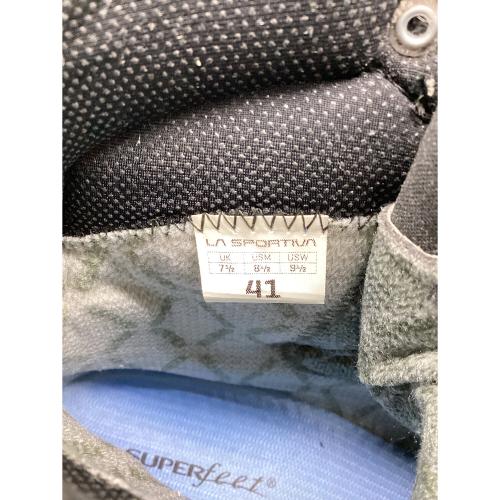 LA SPORTIVA
UK USM USW
7½ 8½ 9½
41
SUPERfeet®